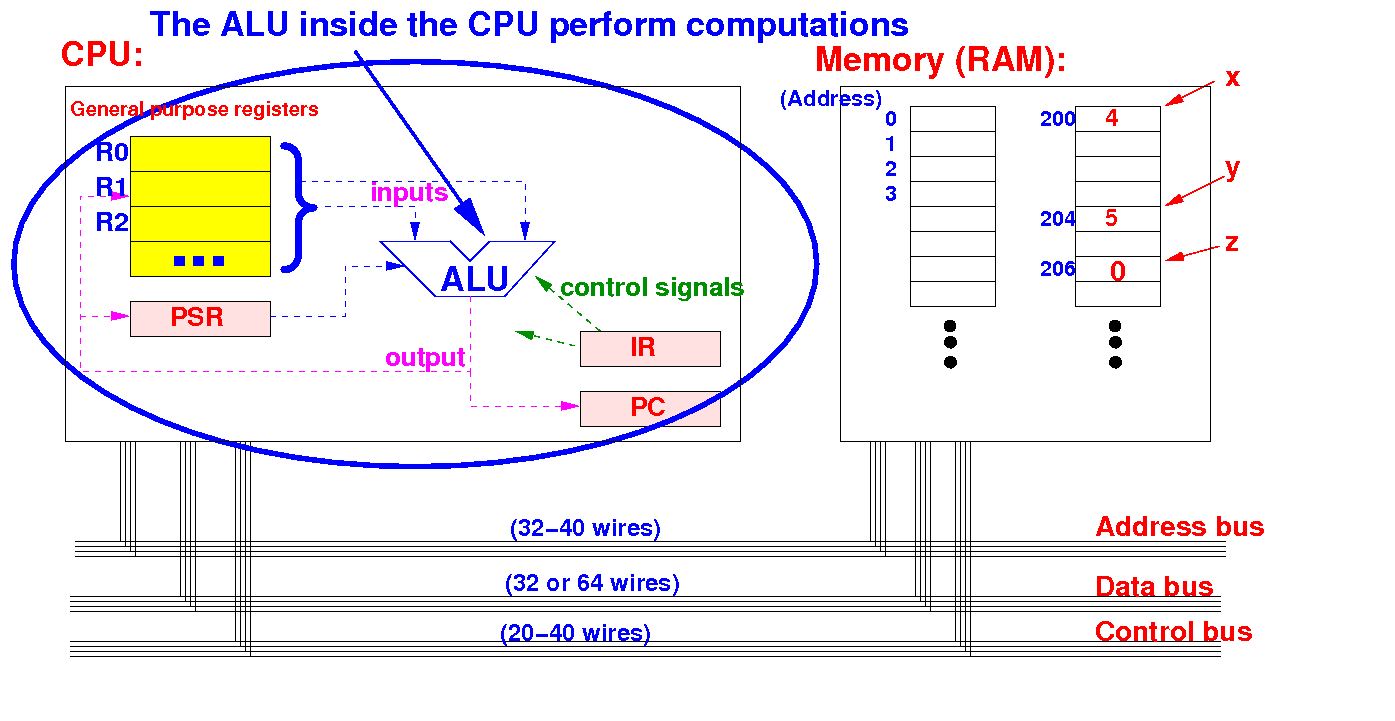 The ALU inside the CPU perform computations
CPU:
Memory (RAM):
General purpose registers
(Address)
R0
R1
R2
inputs
ALU
control signals
PSR
output
IR
PC
0
1
2
3
200
4
204
5
206
0
x
y
z
(32−40 wires)
Address bus
(32 or 64 wires)
Data bus
(20−40 wires)
Control bus